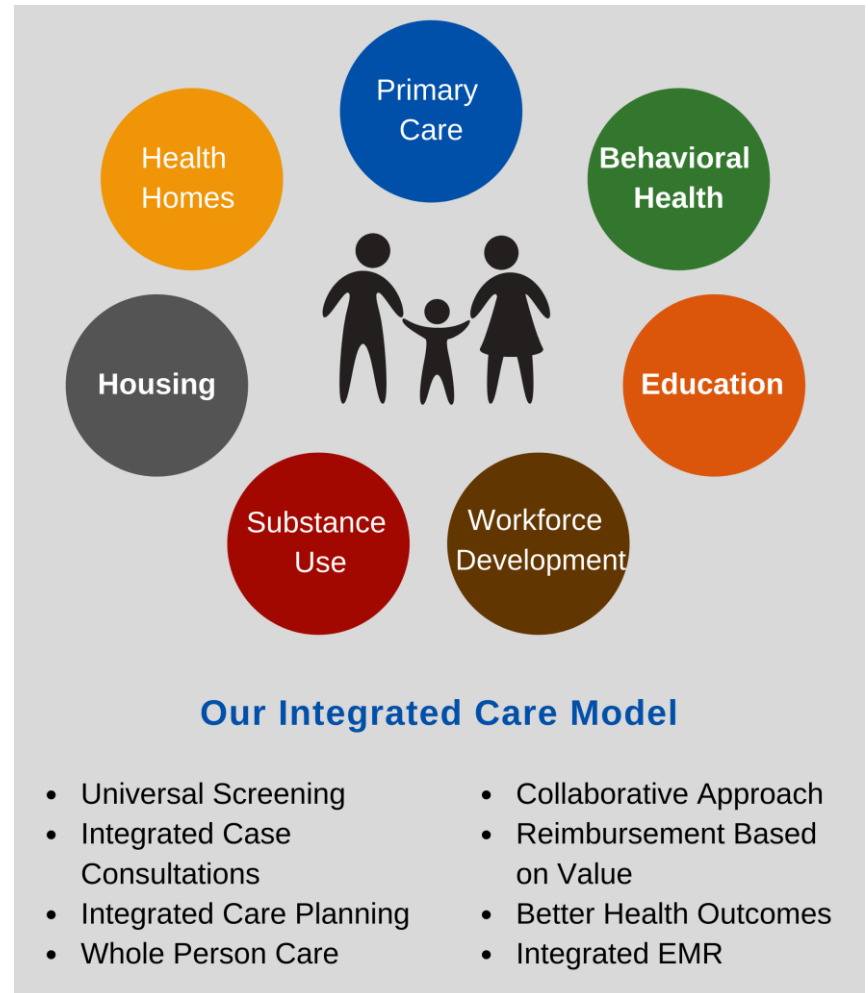 Primary
Care
Health
Homes
Behavioral
Health
Housing
Education
Substance
Use
Workforce
Development
Our Integrated Care Model
• Universal Screening
• Integrated Case
Consultations
• Integrated Care Planning
• Whole Person Care
• Collaborative Approach
• Reimbursement Based
on Value
• Better Health Outcomes
• Integrated EMR